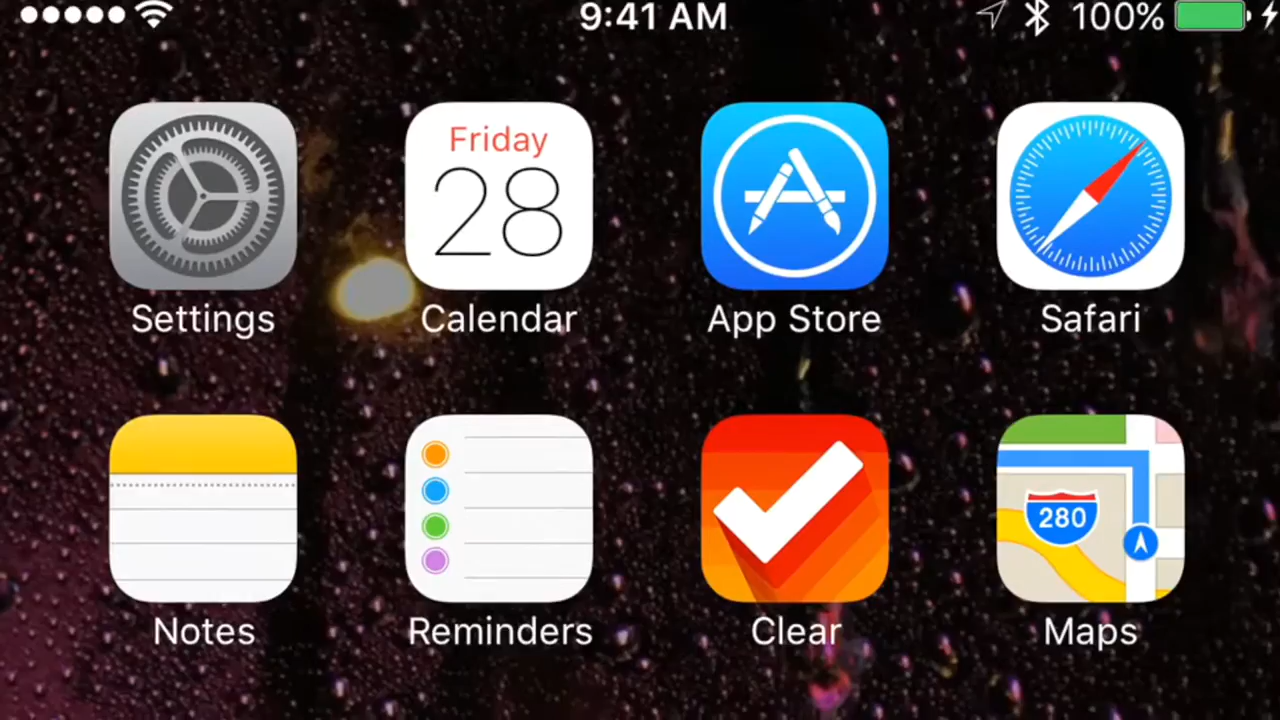 9:41 AM
100%
Friday
28
Settings
Calendar
App Store
Safari
280
Notes
Reminders
Clear
Maps